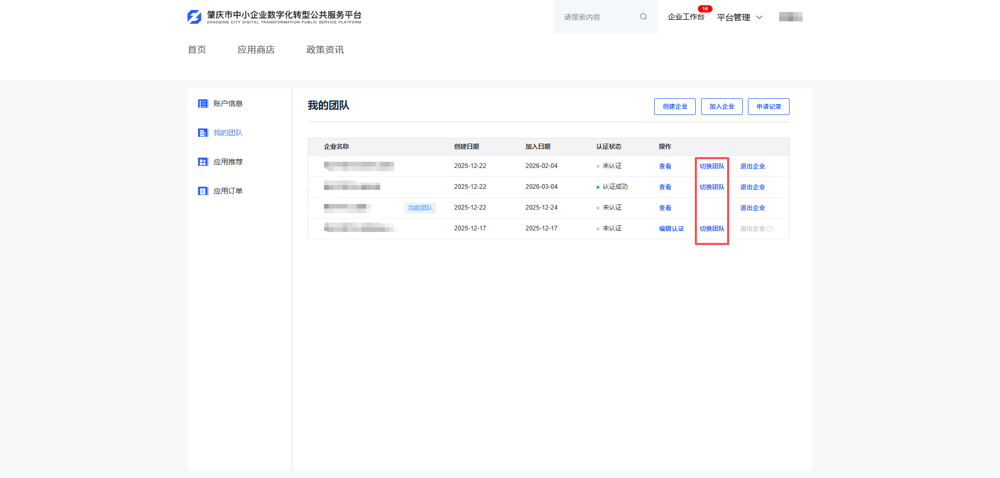 肇庆市中小企业数字化转型公共服务平台
ZHAOQING CITY DIGITAL TRANSFORMATION PUBLIC SERVICE PLATFORM
请搜索内容
企业工作台 14 平台管理
首页 应用商店 政策资讯
账户信息
我的团队
应用推荐
应用订单
我的团队 创建企业 加入企业 申请记录
企业名称 创建日期 加入日期 认证状态 操作
2025-12-22 2026-02-04 未认证 查看 切换团队 退出企业
2025-12-22 2026-03-04 认证成功 查看 切换团队 退出企业
当前团队 2025-12-22 2025-12-24 未认证 查看 退出企业
2025-12-17 2025-12-17 未认证 编辑认证 切换团队 退出企业 ?